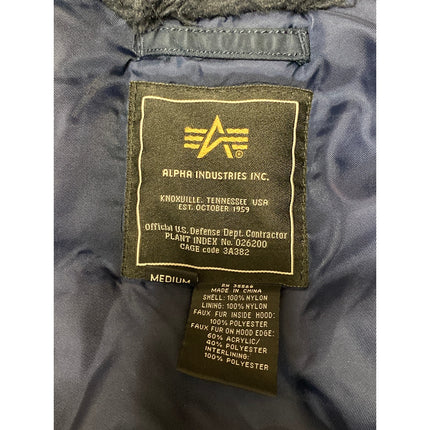 ALPHA INDUSTRIES INC.
KNOXVILLE, TENNESSEE USA
EST. OCTOBER 1959
Official U.S. Defense Dept. Contractor
PLANT INDEX No. 026200
CAGE code 3A382
MEDIUM
RN 38566
MADE IN CHINA
SHELL: 100% NYLON
LINING: 100% NYLON
FAUX FUR INSIDE HOOD:
100% POLYESTER
FAUX FUR ON HOOD EDGE:
60% ACRYLIC/
40% POLYESTER
INTERLINING:
100% POLYESTER